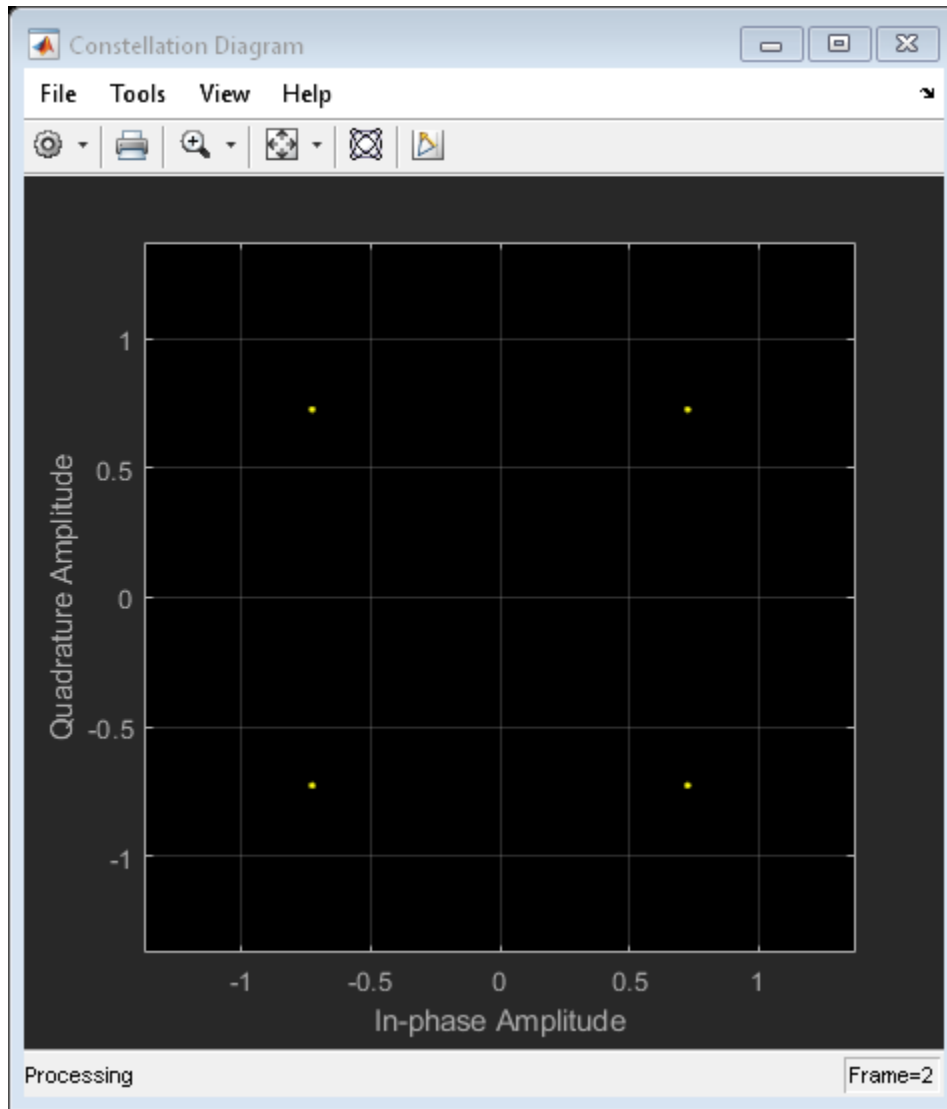 Constellation Diagram
File Tools View Help
1
0.5
0
-0.5
-1
Quadrature Amplitude
-1 -0.5 0 0.5 1
In-phase Amplitude
Processing Frame=2